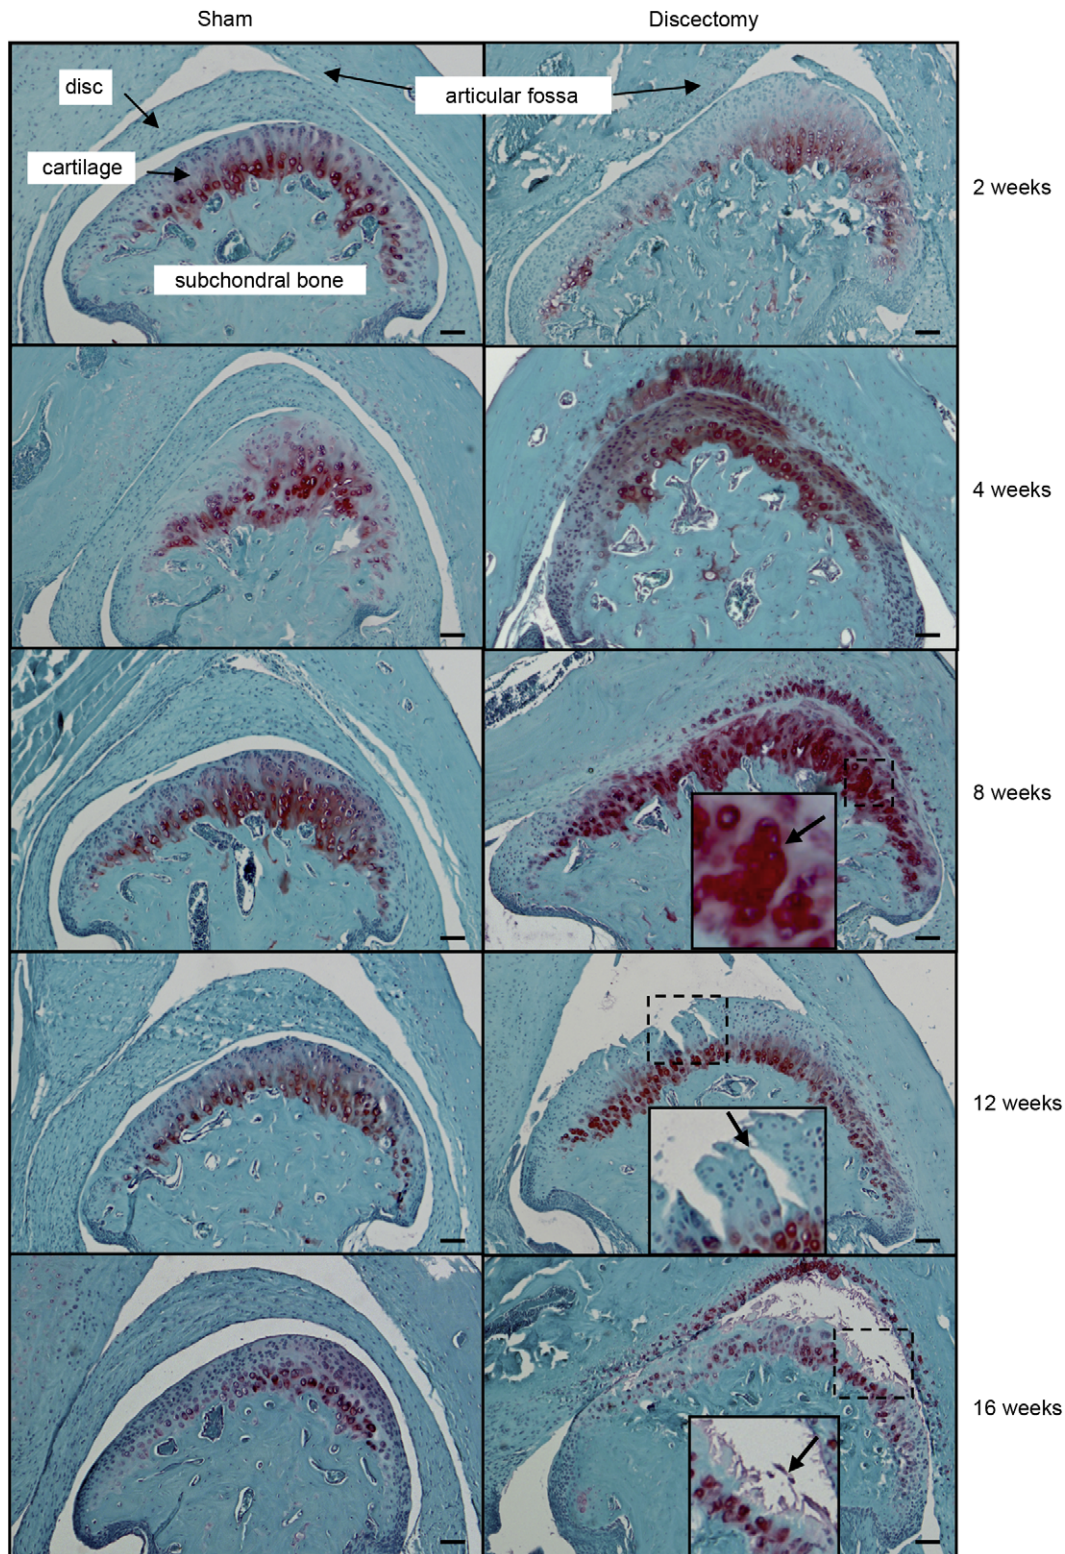 Sham
Discectomy
disc
articular fossa
cartilage
subchondral bone
2 weeks
4 weeks
8 weeks
12 weeks
16 weeks